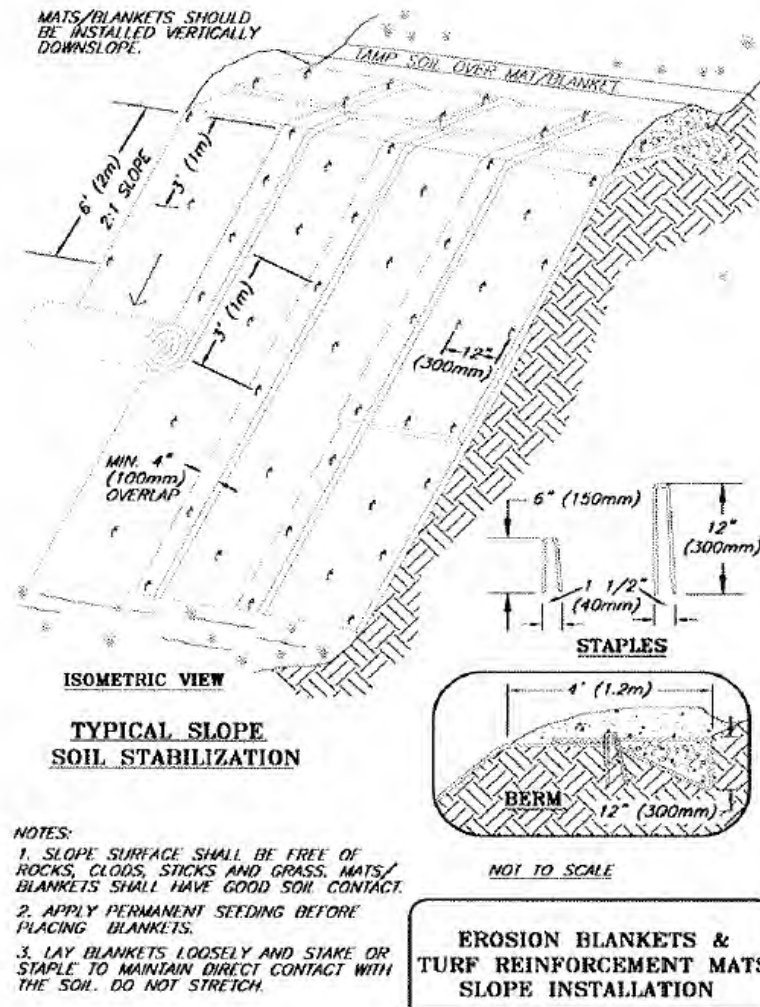 MATS/BLANKETS SHOULD
BE INSTALLED VERTICALLY
DOWNSLOPE.
TAMP SOIL OVER MAT/BLANKET
6' (2m)
2:1 SLOPE
3' (1m)
3' (1m)
12"
(300mm)
MIN. 4"
(100mm)
OVERLAP
6" (150mm)
12"
(300mm)
1 1/2"
(40mm)
STAPLES
ISOMETRIC VIEW
TYPICAL SLOPE
SOIL STABILIZATION
4' (1.2m)
BERM
12" (300mm)
NOT TO SCALE
NOTES:
1. SLOPE SURFACE SHALL BE FREE OF
ROCKS, CLODS, STICKS AND GRASS. MATS/
BLANKETS SHALL HAVE GOOD SOIL CONTACT.
2. APPLY PERMANENT SEEDING BEFORE
PLACING BLANKETS.
3. LAY BLANKETS LOOSELY AND STAKE OR
STAPLE TO MAINTAIN DIRECT CONTACT WITH
THE SOIL. DO NOT STRETCH.
EROSION BLANKETS &
TURF REINFORCEMENT MATS
SLOPE INSTALLATION